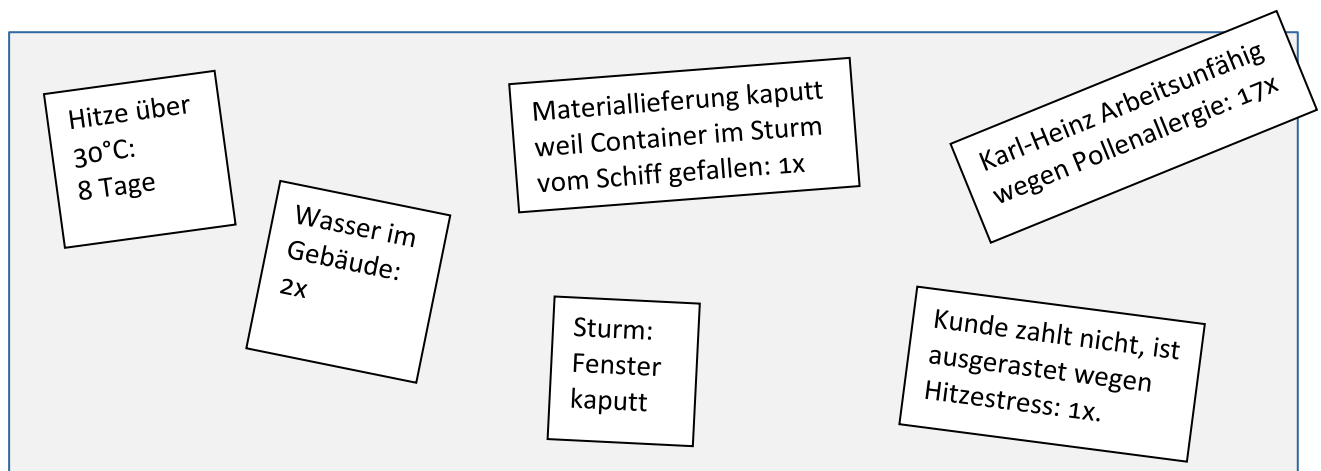 Hitze über
30°C:
8 Tage
Wasser im
Gebäude:
2x
Materiallieferung kaputt
weil Container im Sturm
vom Schiff gefallen: 1x
Sturm:
Fenster
kaputt
Karl-Heinz Arbeitsunfähig
wegen Pollenallergie: 17x
Kunde zahlt nicht, ist
ausgerastet wegen
Hitzestress: 1x.